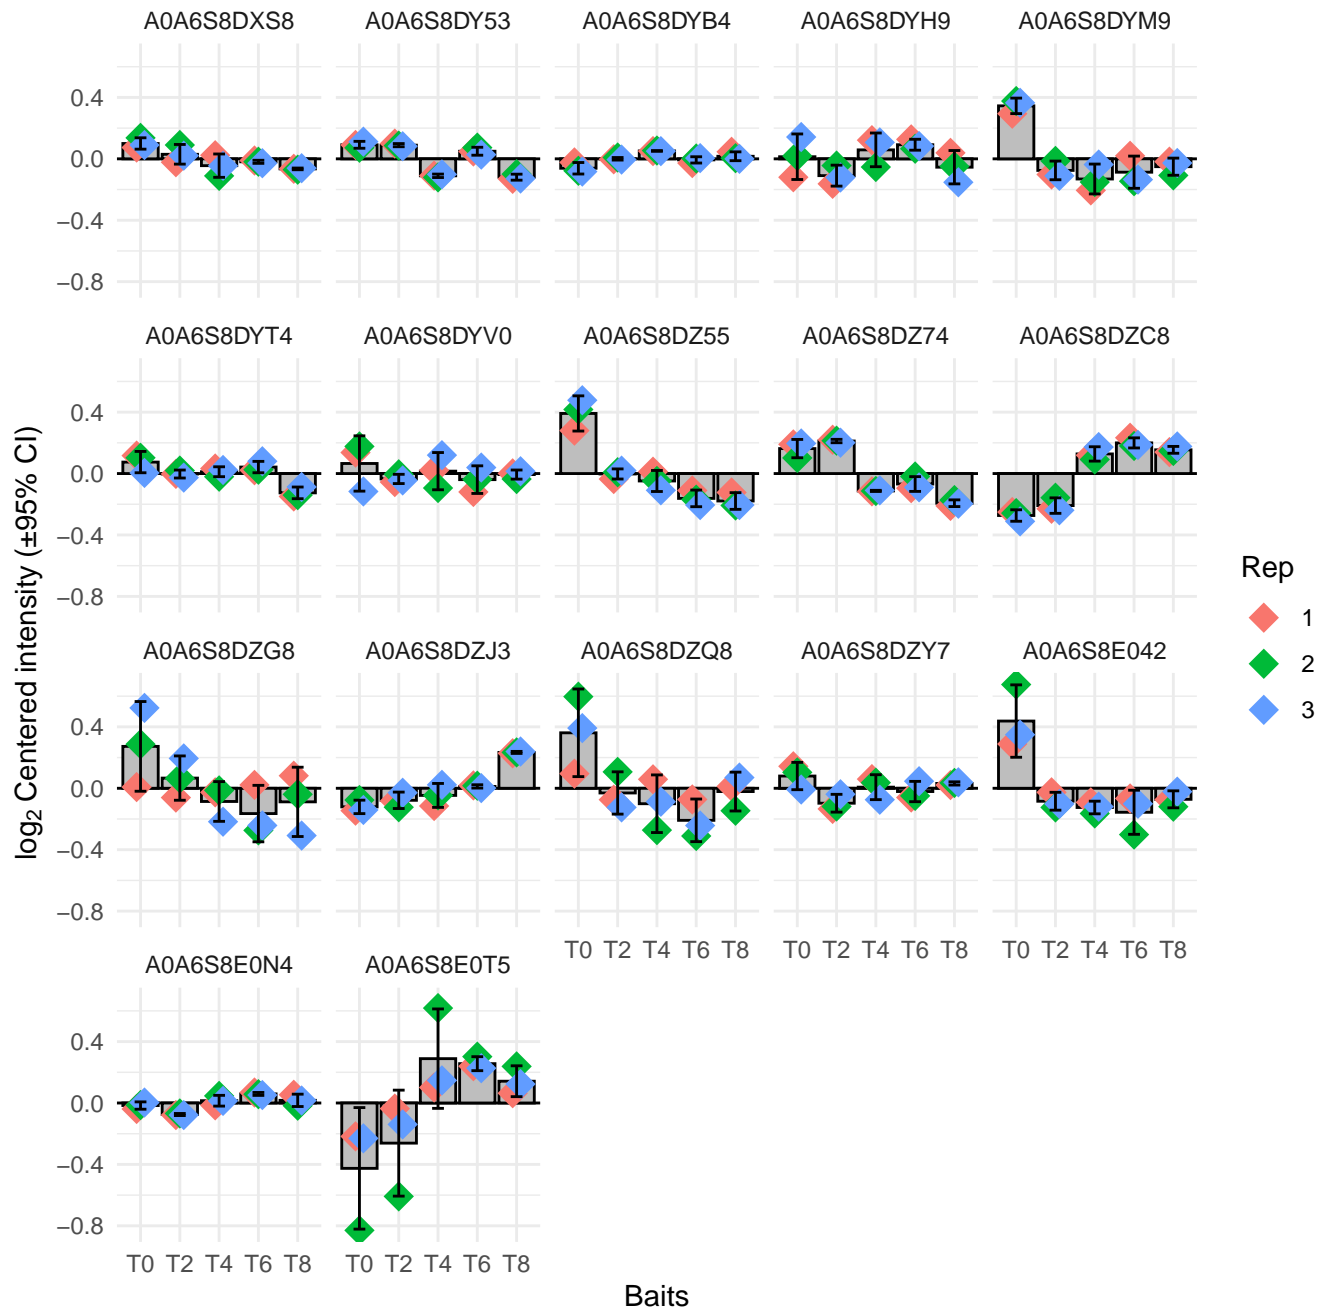 A0A6S8DXS8 A0A6S8DY53 A0A6S8DYB4 A0A6S8DYH9 A0A6S8DYM9
0.4
0.0
−0.4
−0.8
A0A6S8DYT4 A0A6S8DYV0 A0A6S8DZ55 A0A6S8DZ74 A0A6S8DZC8
0.4
0.0
−0.4
−0.8
A0A6S8DZG8 A0A6S8DZJ3 A0A6S8DZQ8 A0A6S8DZY7 A0A6S8E042
0.4
0.0
−0.4
−0.8
T0 T2 T4 T6 T8 T0 T2 T4 T6 T8 T0 T2 T4 T6 T8
A0A6S8E0N4 A0A6S8E0T5
0.4
0.0
−0.4
−0.8
T0 T2 T4 T6 T8 T0 T2 T4 T6 T8
Baits
log₂ Centered intensity (±95% CI)
Rep
1
2
3